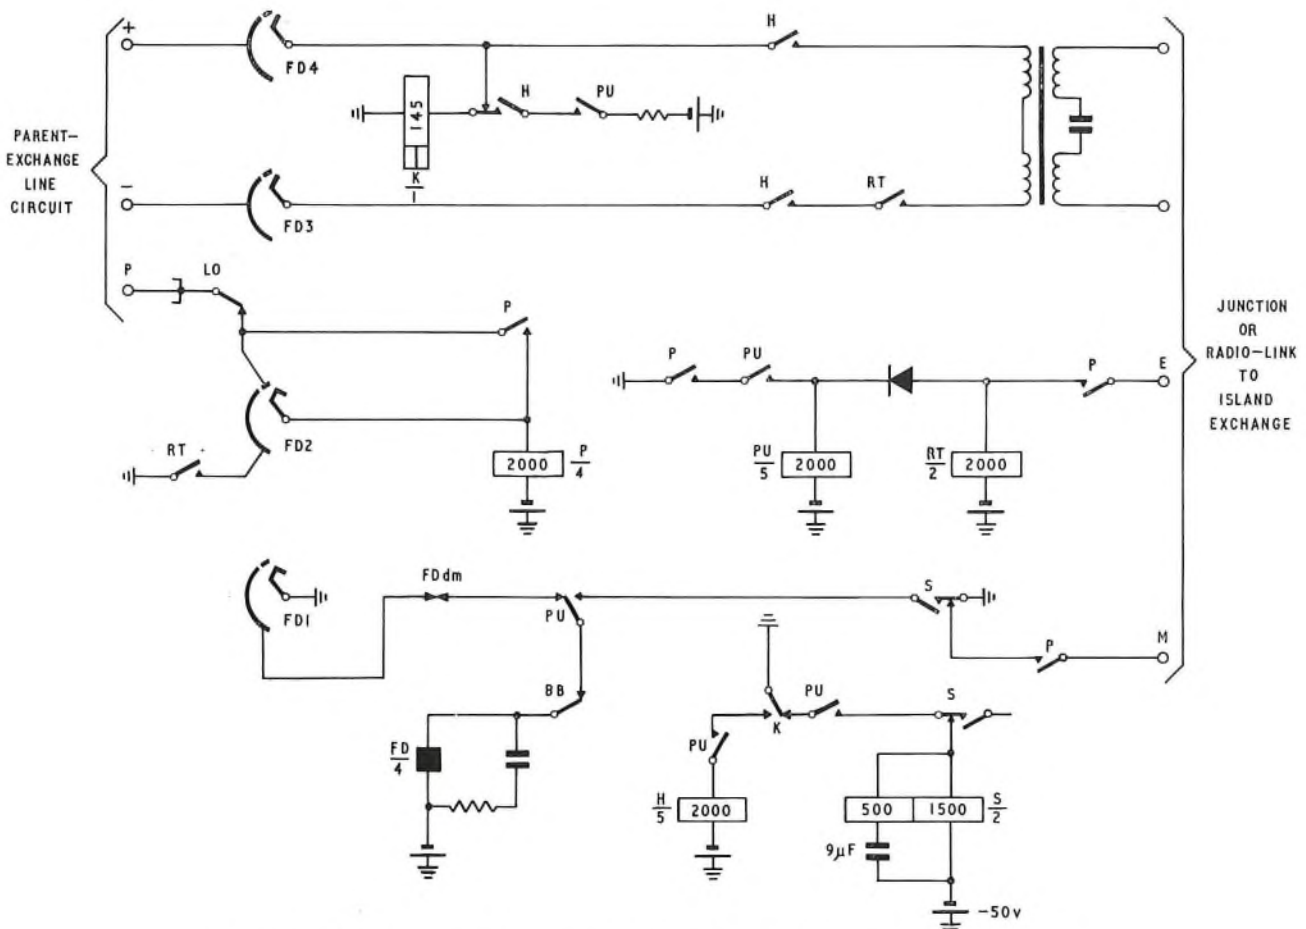 +
FD4
H
H
PU
145
K
1
PARENT-
EXCHANGE
LINE
CIRCUIT
-
FD3
H
RT
P
LO
P
FD2
RT
2000
P
4
P
PU
P
E
PU
5
2000
RT
2
2000
JUNCTION
OR
RADIO-LINK
TO
ISLAND
EXCHANGE
FD1
FDdm
PU
S
P
M
BB
FD
4
K
PU
S
PU
H
5
2000
500
1500
S
2
9μF
-50v